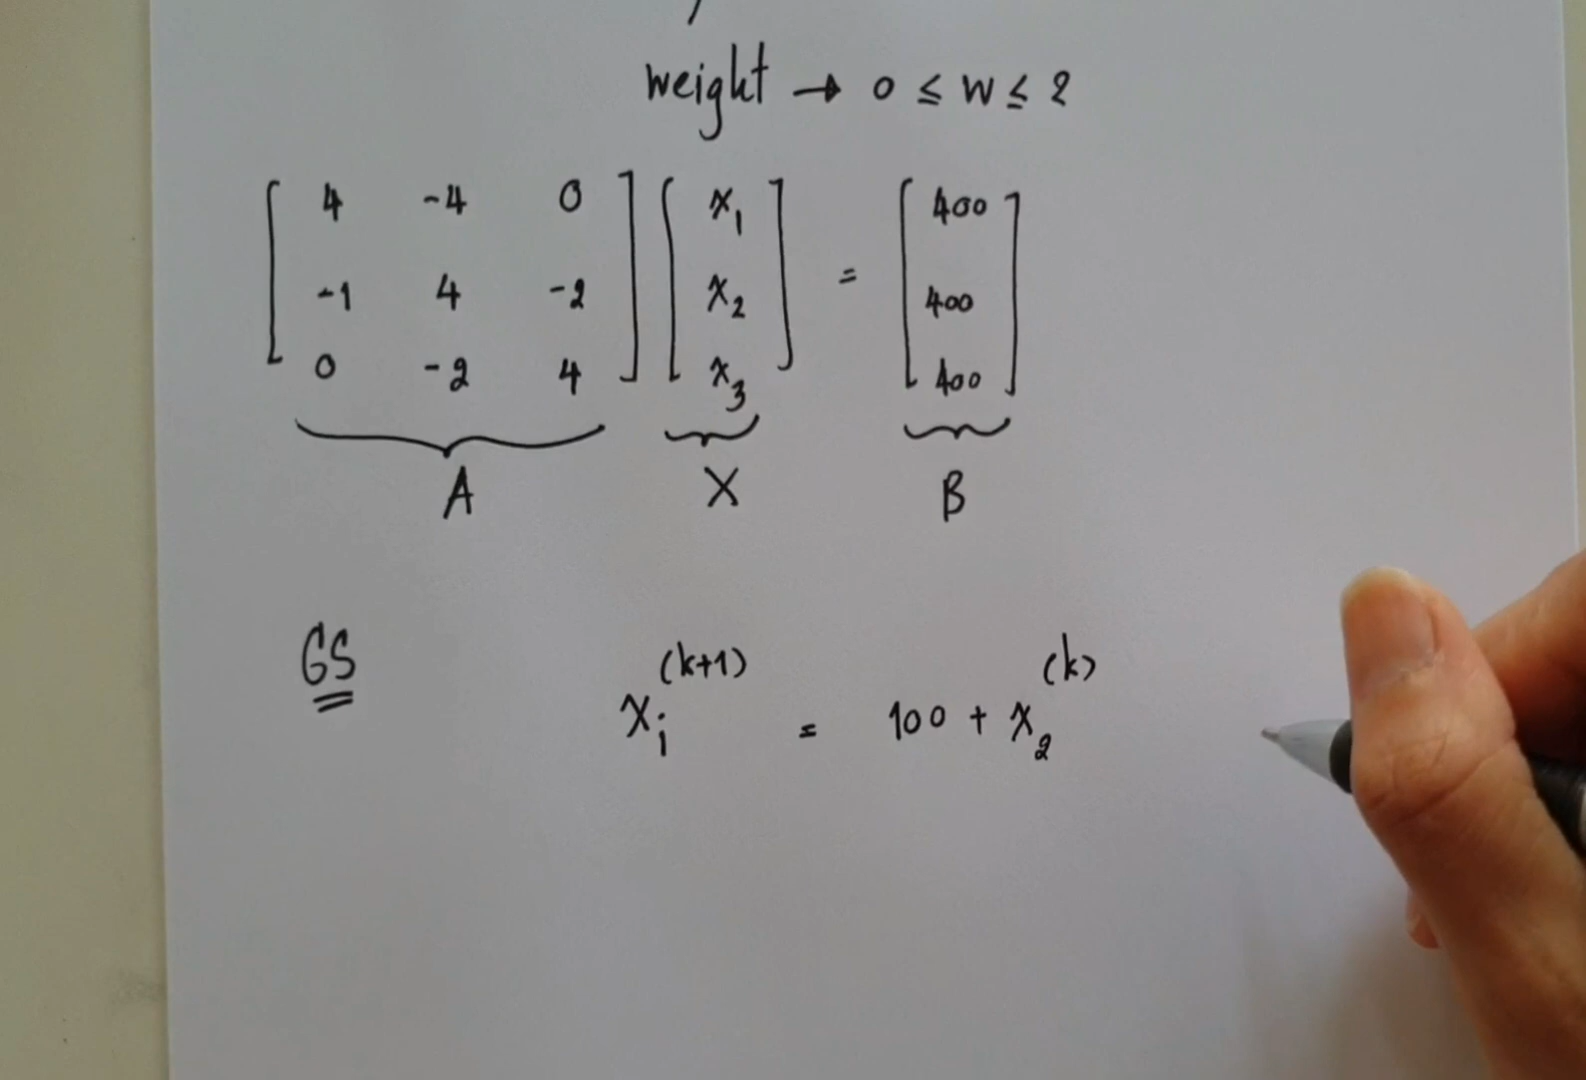 weight → 0 ≤ w ≤ 2
[ 4 -4 0 ] [ x₁ ] = [ 400 ]
[ -1 4 -2 ] [ x₂ ] = [ 400 ]
[ 0 -2 4 ] [ x₃ ] = [ 400 ]
A X B
GS x₁^(k+1) = 100 + x₂^(k)